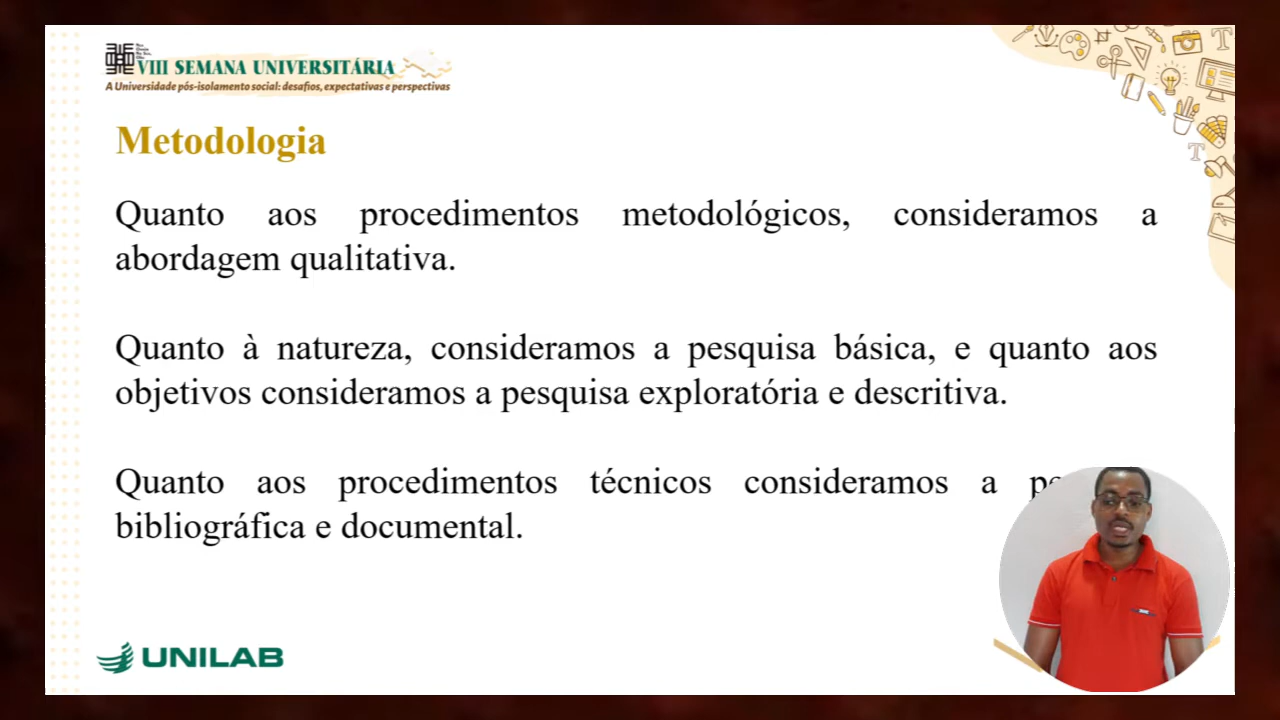 VIII SEMANA UNIVERSITÁRIA
A Universidade pós-isolamento social: desafios, expectativas e perspectivas
Metodologia
Quanto aos procedimentos metodológicos, consideramos a
abordagem qualitativa.
Quanto à natureza, consideramos a pesquisa básica, e quanto aos
objetivos consideramos a pesquisa exploratória e descritiva.
Quanto aos procedimentos técnicos consideramos a
bibliográfica e documental.
UNILAB